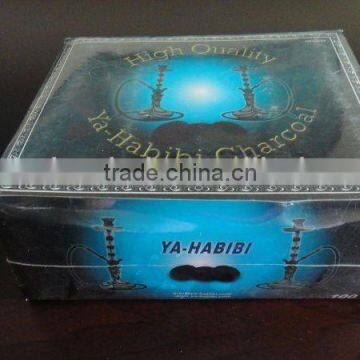 High Quality
Ya-Habibi Charcoal
trade.china.cn
YA-HABIBI
100